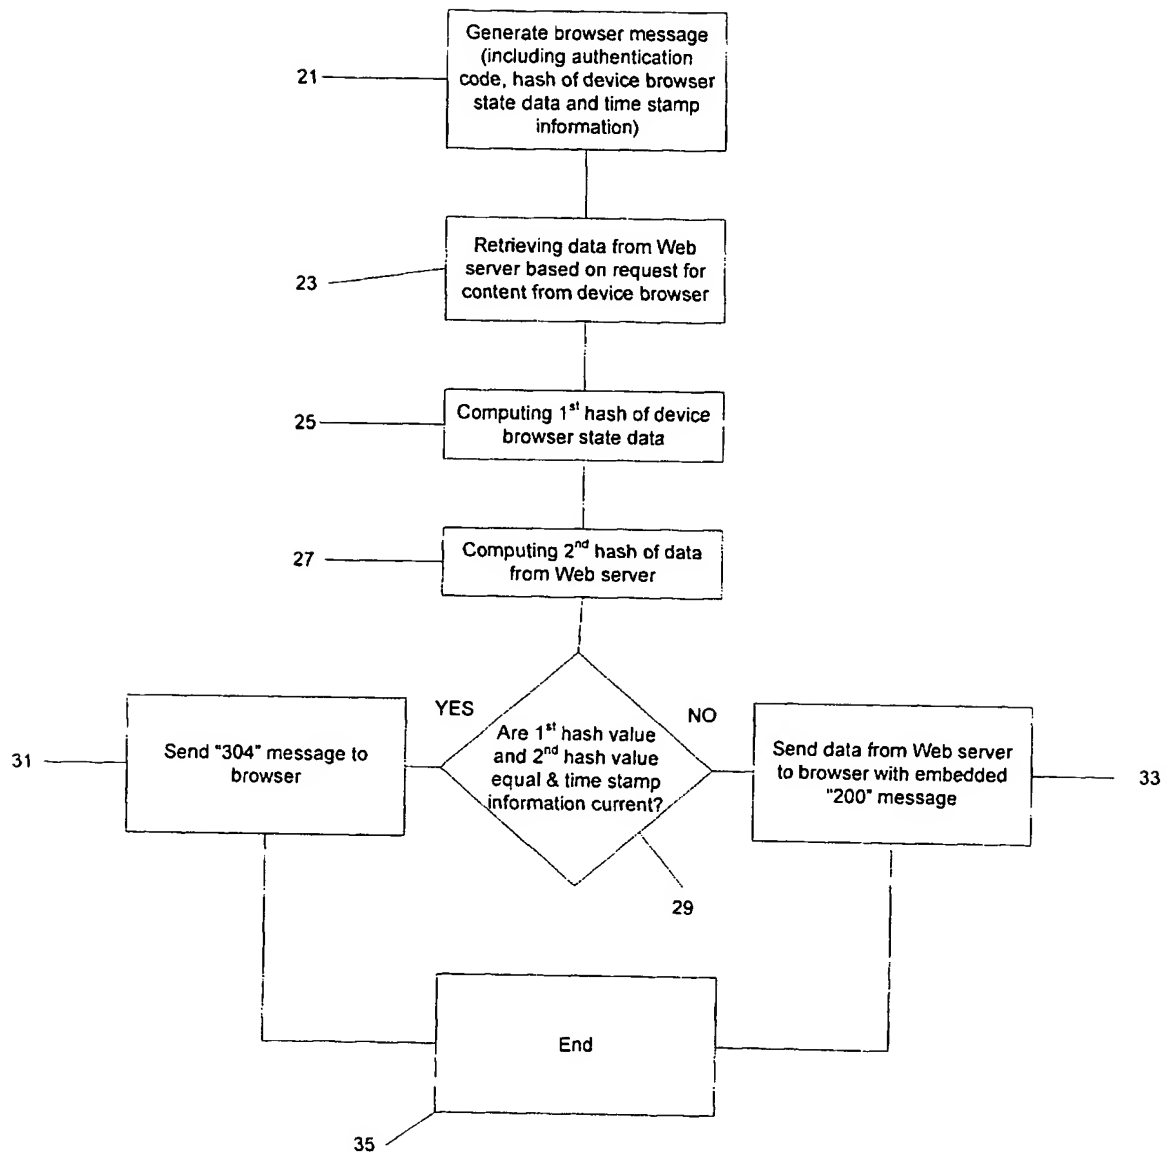 Generate browser message
(including authentication
21
code, hash of device browser
state data and time stamp
information)
Retrieving data from Web
server based on request for
23
content from device browser
25
Computing 1st hash of device
browser state data
27
Computing 2nd hash of data
from Web server
YES
NO
Are 1st hash value
and 2nd hash value
equal & time stamp
information current?
31
Send "304" message to
browser
Send data from Web server
to browser with embedded
"200" message
33
29
End
35